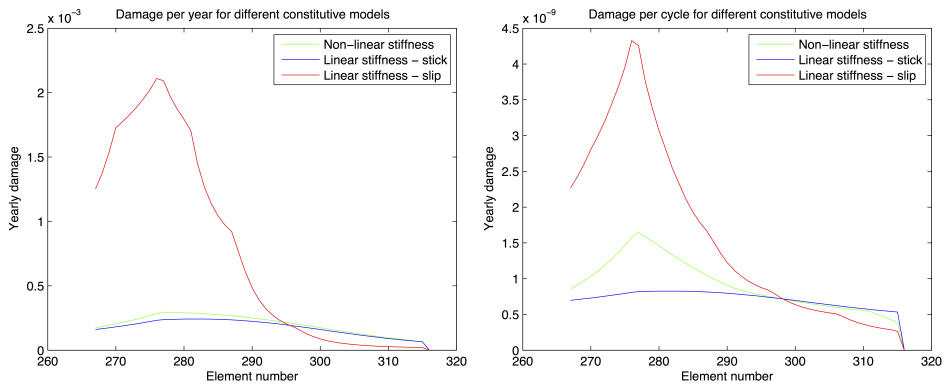 Damage per year for different constitutive models
x 10⁻³
2.5
2
1.5
1
0.5
0
Yearly damage
260 270 280 290 300 310 320
Element number
Non−linear stiffness
Linear stiffness − stick
Linear stiffness − slip
Damage per cycle for different constitutive models
x 10⁻⁹
4.5
4
3.5
3
2.5
2
1.5
1
0.5
0
Yearly damage
260 270 280 290 300 310 320
Element number
Non−linear stiffness
Linear stiffness − stick
Linear stiffness − slip